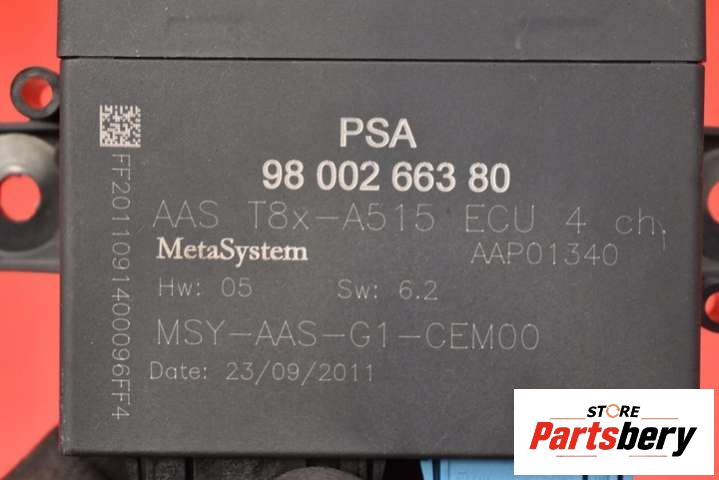 PSA
98 002 663 80
AAS T8x-A515 ECU 4 ch.
MetaSystem
AAP01340
Hw: 05 Sw: 6.2
MSY-AAS-G1-CEM00
Date: 23/09/2011
FF2011091400096FF4
STORE
Partsbery